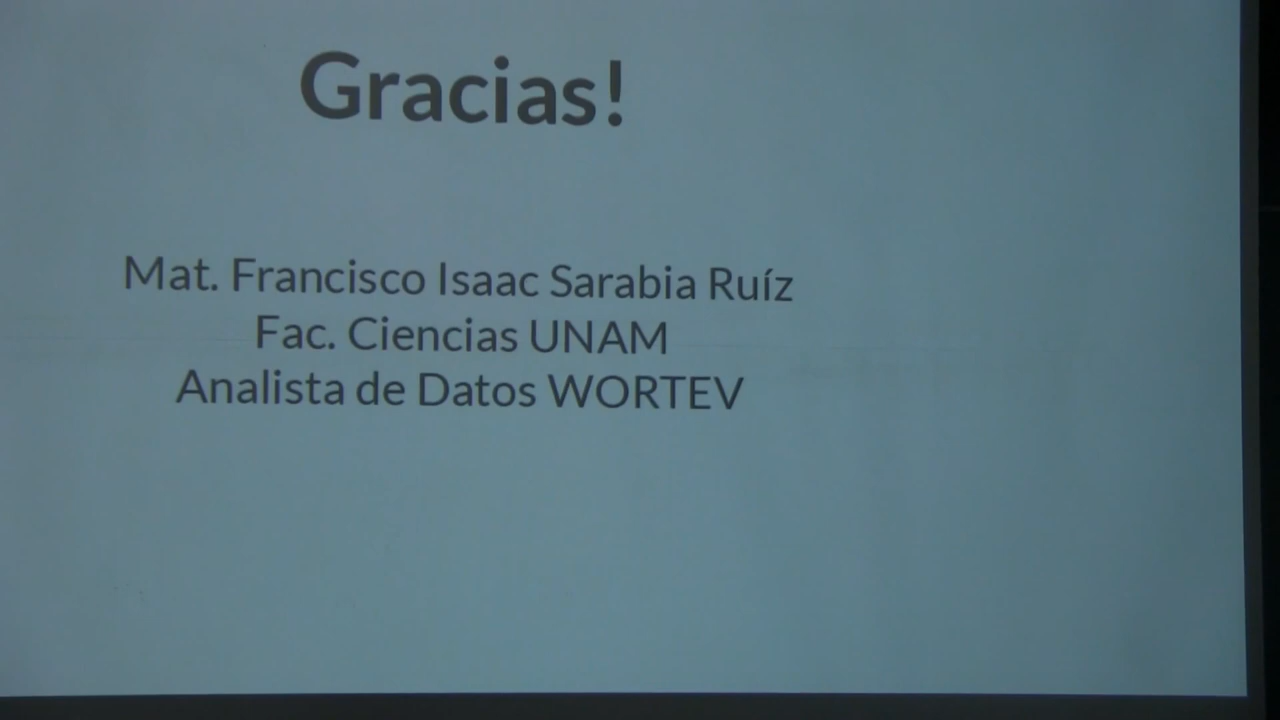 Gracias!
Mat. Francisco Isaac Sarabia Ruíz
Fac. Ciencias UNAM
Analista de Datos WORTEV